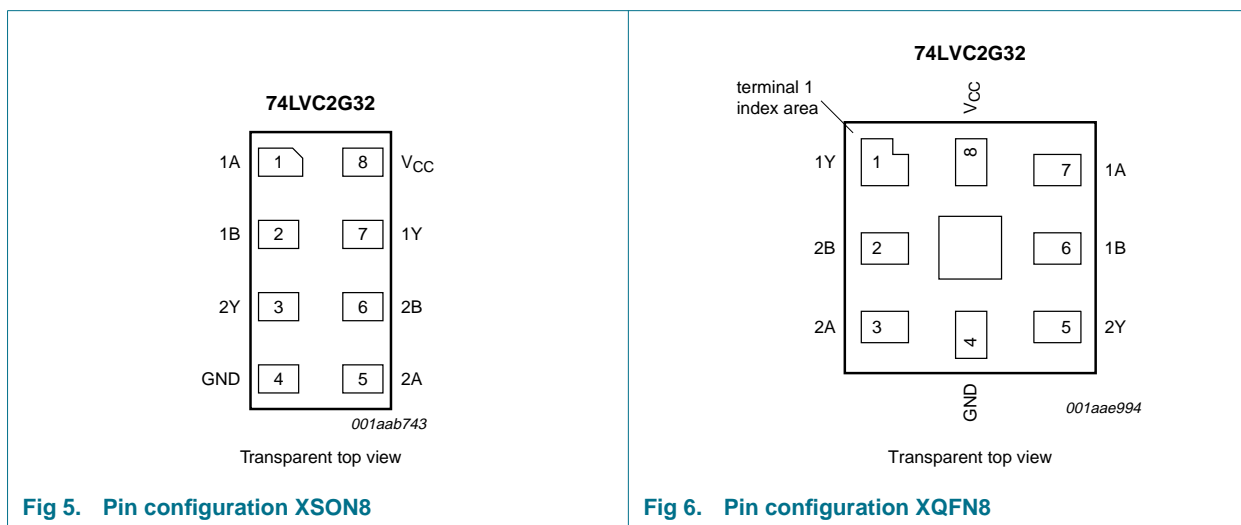 74LVC2G32
1A 1 8 VCC
1B 2 7 1Y
2Y 3 6 2B
GND 4 5 2A
001aab743
Transparent top view
Fig 5. Pin configuration XSON8
74LVC2G32
terminal 1
index area
VCC
1Y 1 8 7 1A
2B 2 6 1B
2A 3 4 5 2Y
GND
001aae994
Transparent top view
Fig 6. Pin configuration XQFN8